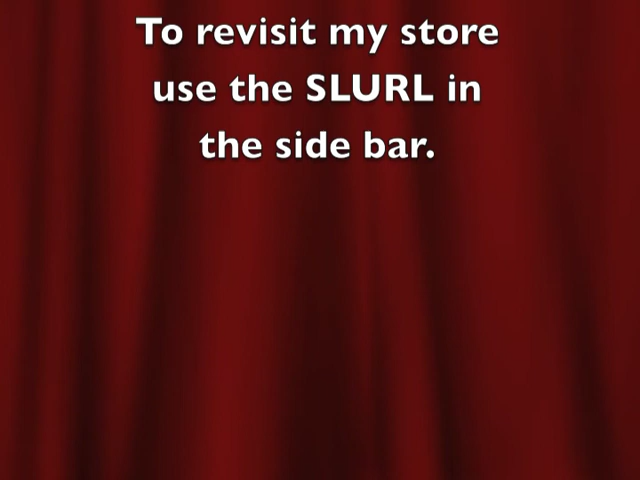 To revisit my store
use the SLURL in
the side bar.